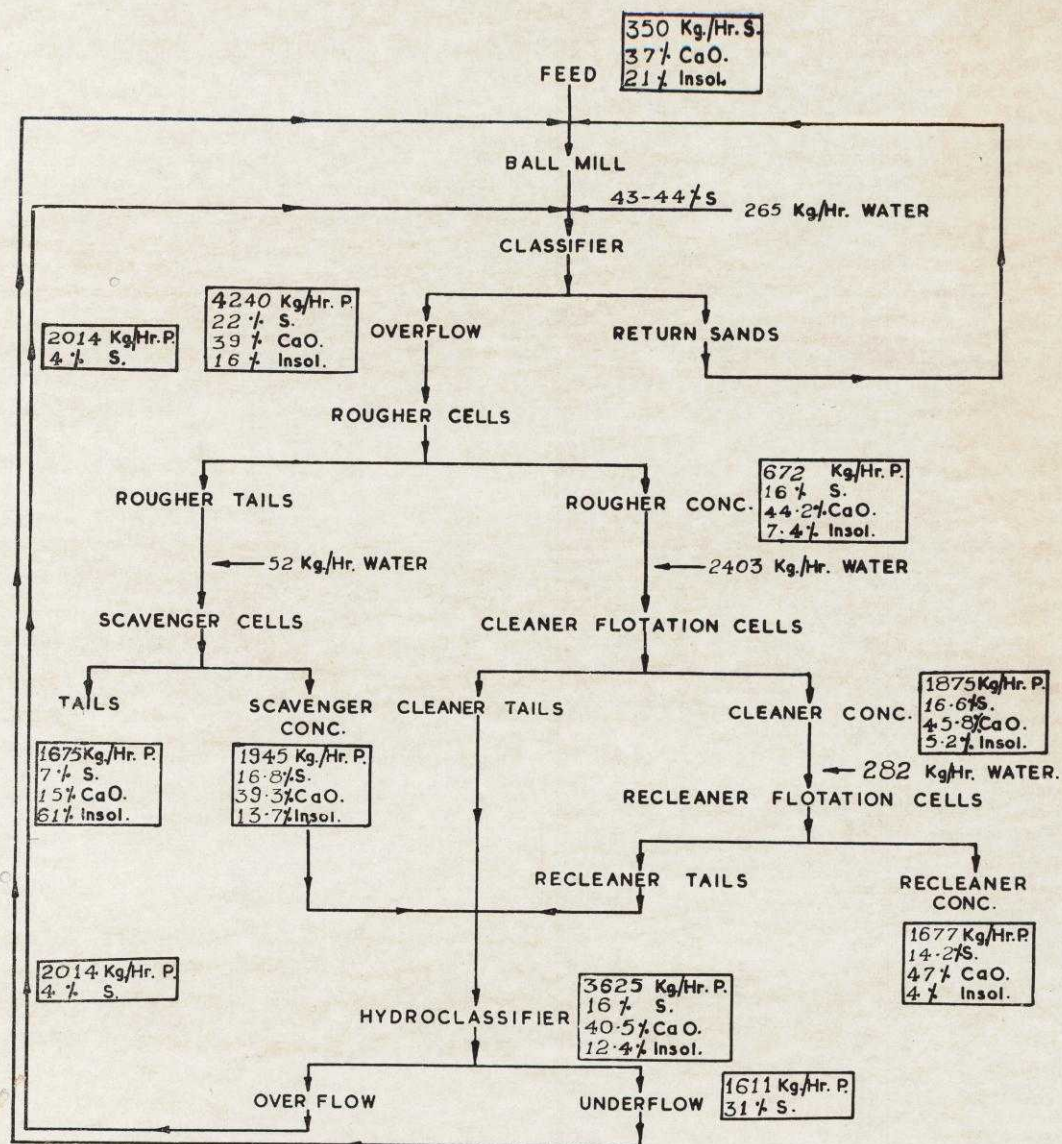 350 Kg./Hr. S.
37% CaO.
21% Insol.
FEED
BALL MILL
43-44%S
265 Kg/Hr. WATER
CLASSIFIER
4240 Kg/Hr. P.
22% S.
39% CaO.
16% Insol.
OVERFLOW
RETURN SANDS
2014 Kg/Hr. P.
4% S.
ROUGHER CELLS
ROUGHER TAILS
ROUGHER CONC.
672 Kg/Hr. P.
16% S.
44.2% CaO.
7.4% Insol.
52 Kg./Hr. WATER
2403 Kg/Hr. WATER
SCAVENGER CELLS
CLEANER FLOTATION CELLS
TAILS
SCAVENGER CONC.
CLEANER TAILS
CLEANER CONC.
1875 Kg/Hr. P.
16.6% S.
45.8% CaO.
5.2% Insol.
1675 Kg./Hr. P.
7% S.
15% CaO.
61% Insol.
1945 Kg./Hr. P.
16.8% S.
39.3% CaO.
13.7% Insol.
282 Kg/Hr. WATER.
RECLEANER FLOTATION CELLS
RECLEANER TAILS
RECLEANER CONC.
1677 Kg/Hr. P.
14.2% S.
47% CaO.
4% Insol.
2014 Kg/Hr. P.
4% S.
HYDROCLASSIFIER
3625 Kg/Hr. P.
16% S.
40.5% CaO.
12.4% Insol.
OVER FLOW
UNDERFLOW
1611 Kg/Hr. P.
31% S.